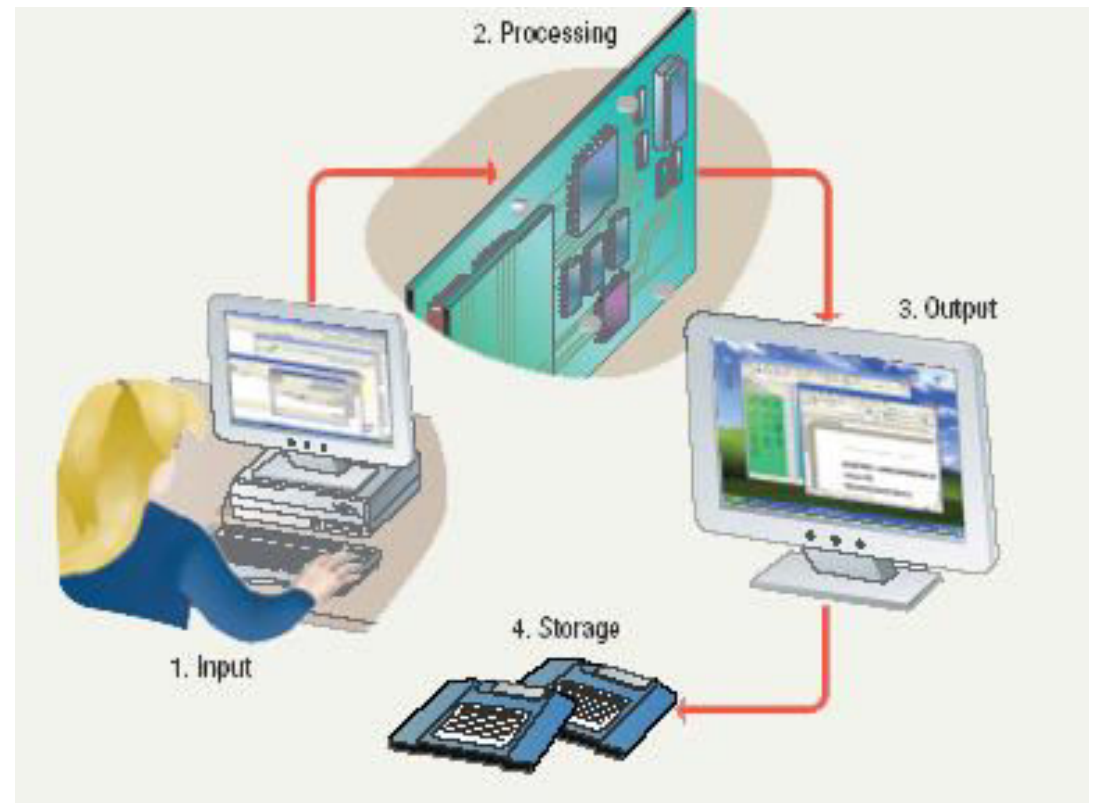 1. Input
2. Processing
3. Output
4. Storage